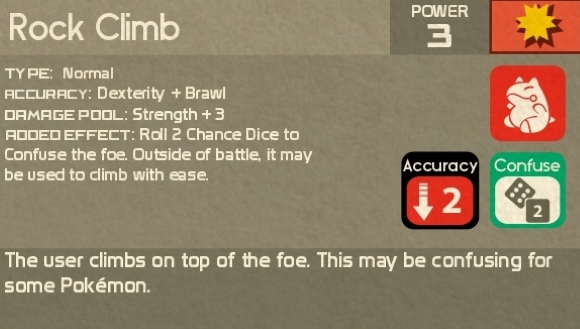 Rock Climb
POWER
3
TYPE: Normal
ACCURACY: Dexterity + Brawl
DAMAGE POOL: Strength + 3
ADDED EFFECT: Roll 2 Chance Dice to
Confuse the foe. Outside of battle, it may
be used to climb with ease.
Accuracy
2
Confuse
2
The user climbs on top of the foe. This may be confusing for
some Pokémon.